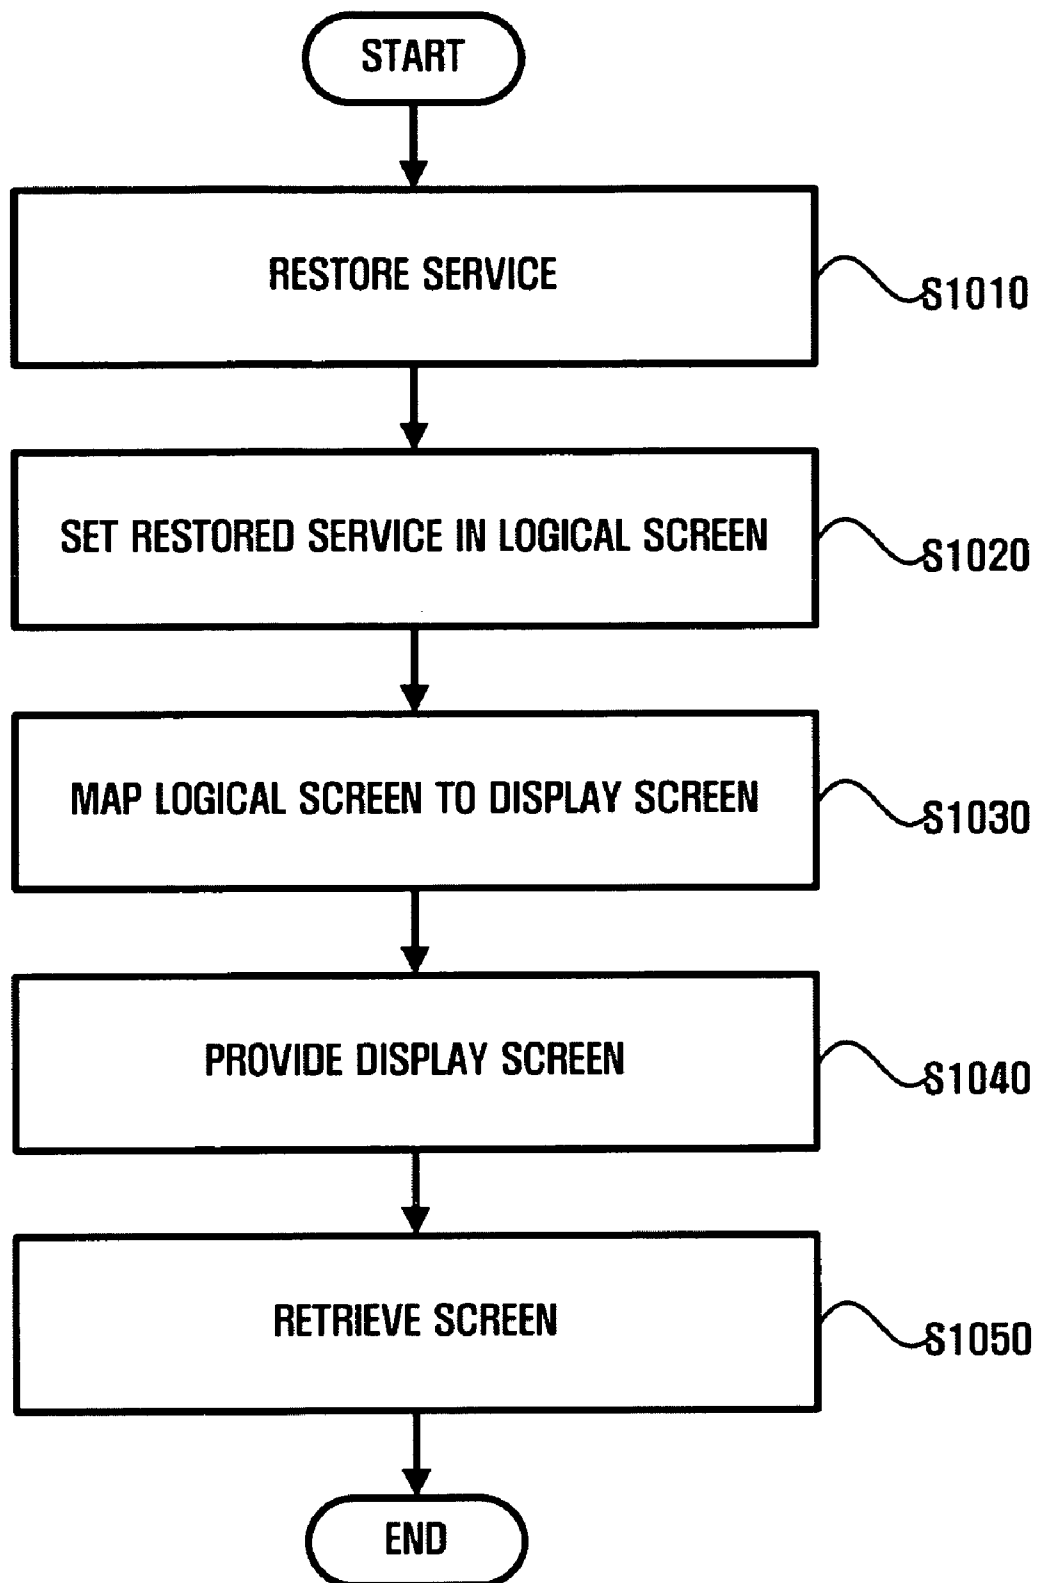 START
RESTORE SERVICE
S1010
SET RESTORED SERVICE IN LOGICAL SCREEN
S1020
MAP LOGICAL SCREEN TO DISPLAY SCREEN
S1030
PROVIDE DISPLAY SCREEN
S1040
RETRIEVE SCREEN
S1050
END